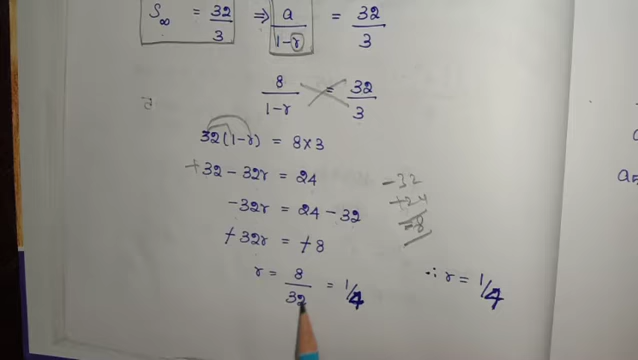 S∞ = 32/3 ⇒ a/1-r = 32/3
8/1-r = 32/3
32(1-r) = 8×3
+32 - 32r = 24
-32
-32r = 24 - 32
+24
-8
+32r = +8
r = 8/32 = 1/4
∴ r = 1/4